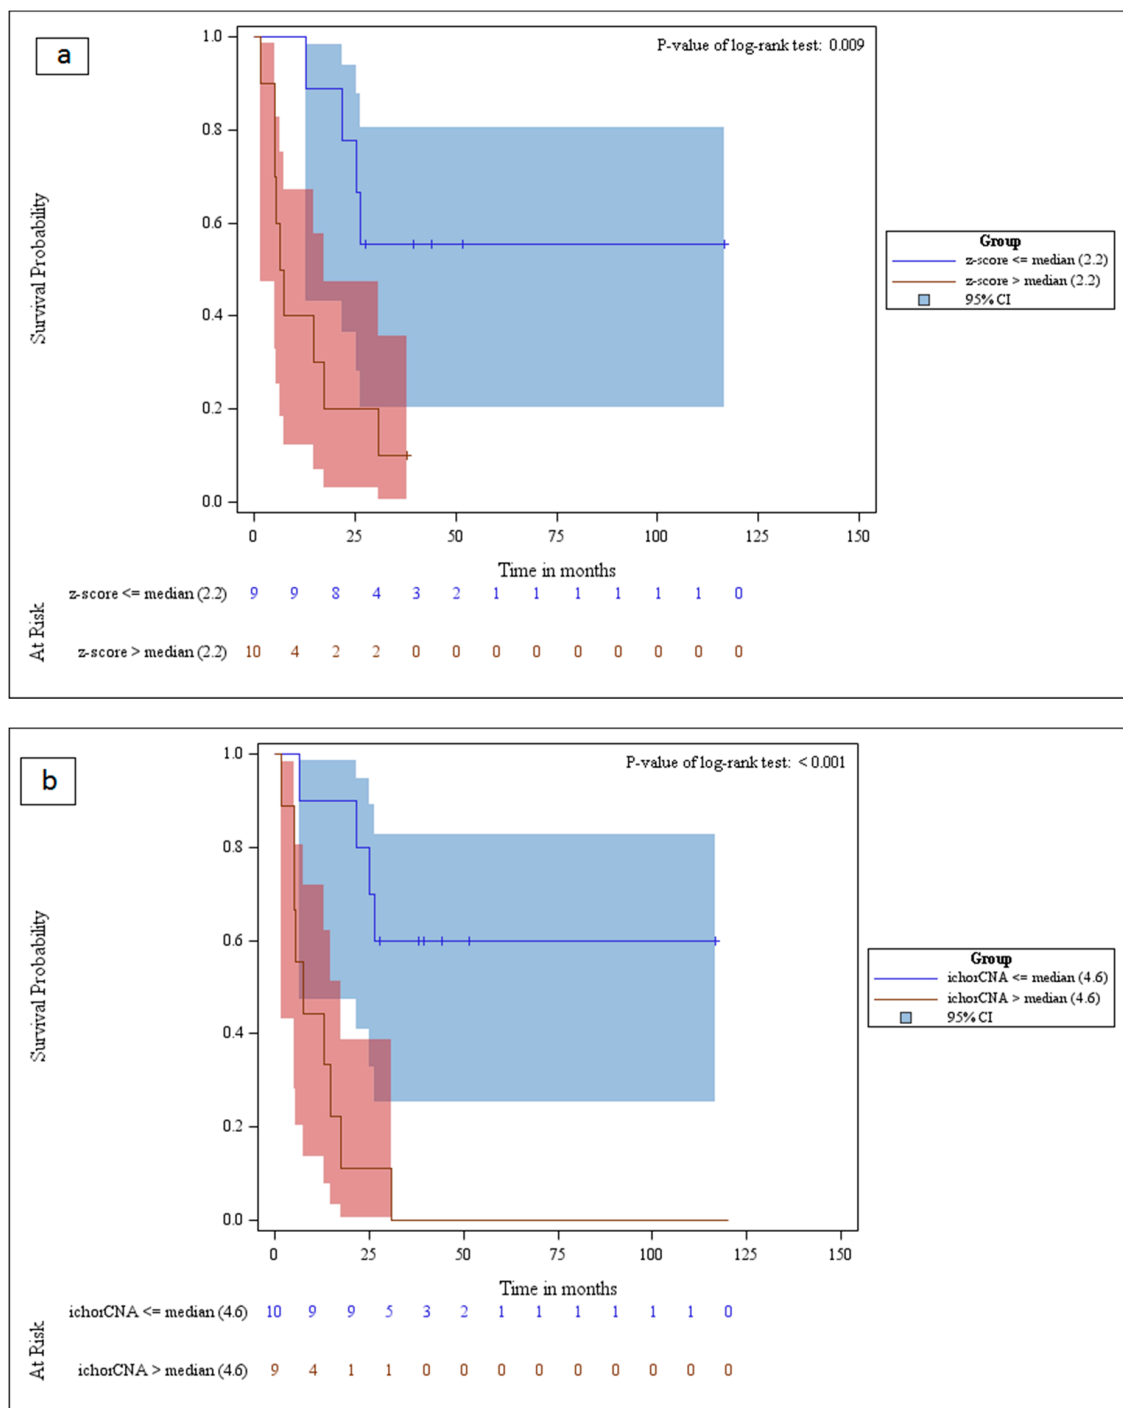 a
P-value of log-rank test: 0.009
1.0
0.8
0.6
0.4
0.2
0.0
Survival Probability
0 25 50 75 100 125 150
Time in months
Group
z-score <= median (2.2)
z-score > median (2.2)
95% CI
At Risk
z-score <= median (2.2) 9 9 8 4 3 2 1 1 1 1 1 1 0
z-score > median (2.2) 10 4 2 2 0 0 0 0 0 0 0 0 0
b
P-value of log-rank test: < 0.001
1.0
0.8
0.6
0.4
0.2
0.0
Survival Probability
0 25 50 75 100 125 150
Time in months
Group
ichorCNA <= median (4.6)
ichorCNA > median (4.6)
95% CI
At Risk
ichorCNA <= median (4.6) 10 9 9 5 3 2 1 1 1 1 1 1 0
ichorCNA > median (4.6) 9 4 1 1 0 0 0 0 0 0 0 0 0